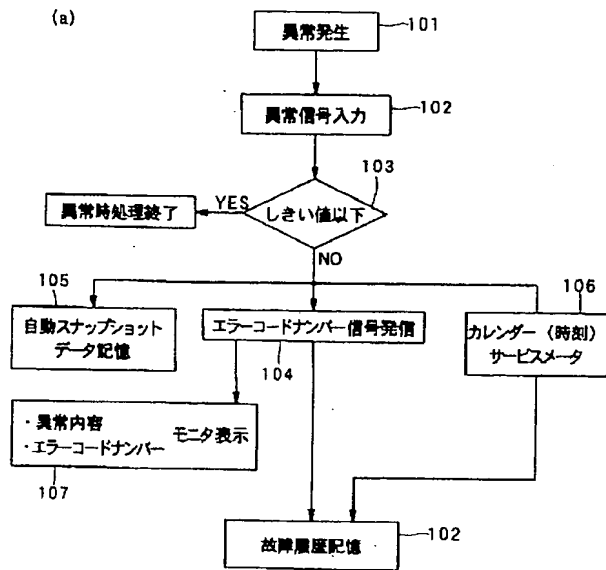 (a)
異常発生
101
異常信号入力
102
103
しきい値以下
YES
異常時処理終了
NO
105
自動スナップショット
データ記憶
エラーコードナンバー信号発信
104
106
カレンダー(時刻)
サービスメータ
・異常内容
・エラーコードナンバー
モニタ表示
107
故障履歴記憶
102